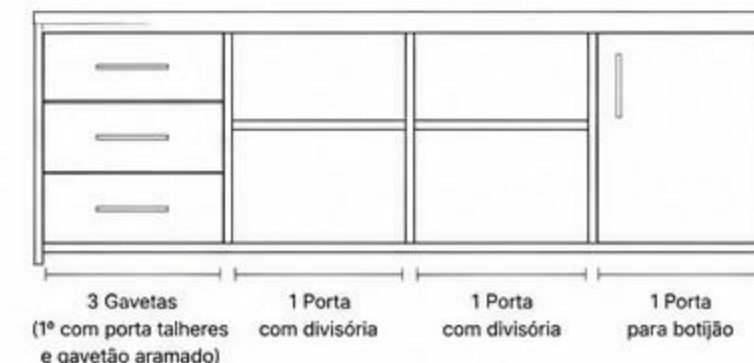 3 Gavetas
(1ª com porta talheres
e gavetão aramado)
1 Porta
com divisória
1 Porta
com divisória
1 Porta
para botijão